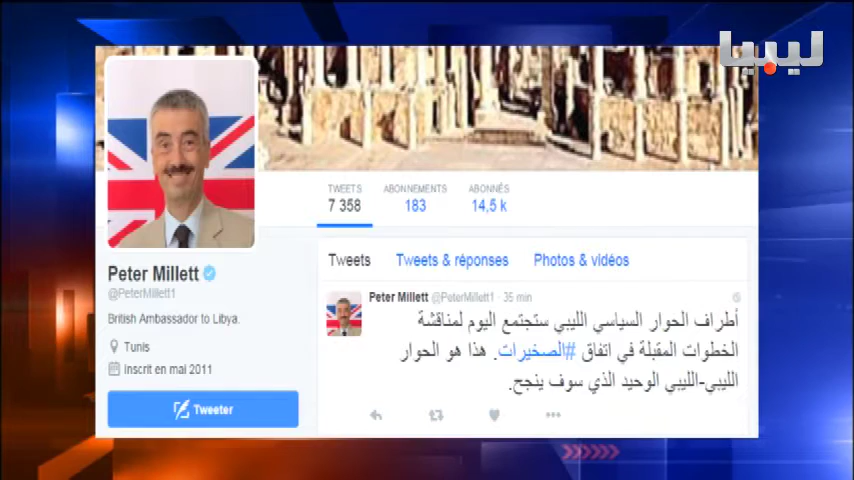 ليبيا
TWEETS
ABONNEMENTS
ABONNÉS
7 358
183
14,5 k
Peter Millett
@PeterMillett1
British Ambassador to Libya.
Tunis
Inscrit en mai 2011
Tweeter
Tweets
Tweets & réponses
Photos & vidéos
Peter Millett @PeterMillett1 · 35 min
أطراف الحوار السياسي الليبي ستجتمع اليوم لمناقشة
الخطوات المقبلة في اتفاق #الصخيرات. هذا هو الحوار
الليبي-الليبي الوحيد الذي سوف ينجح.